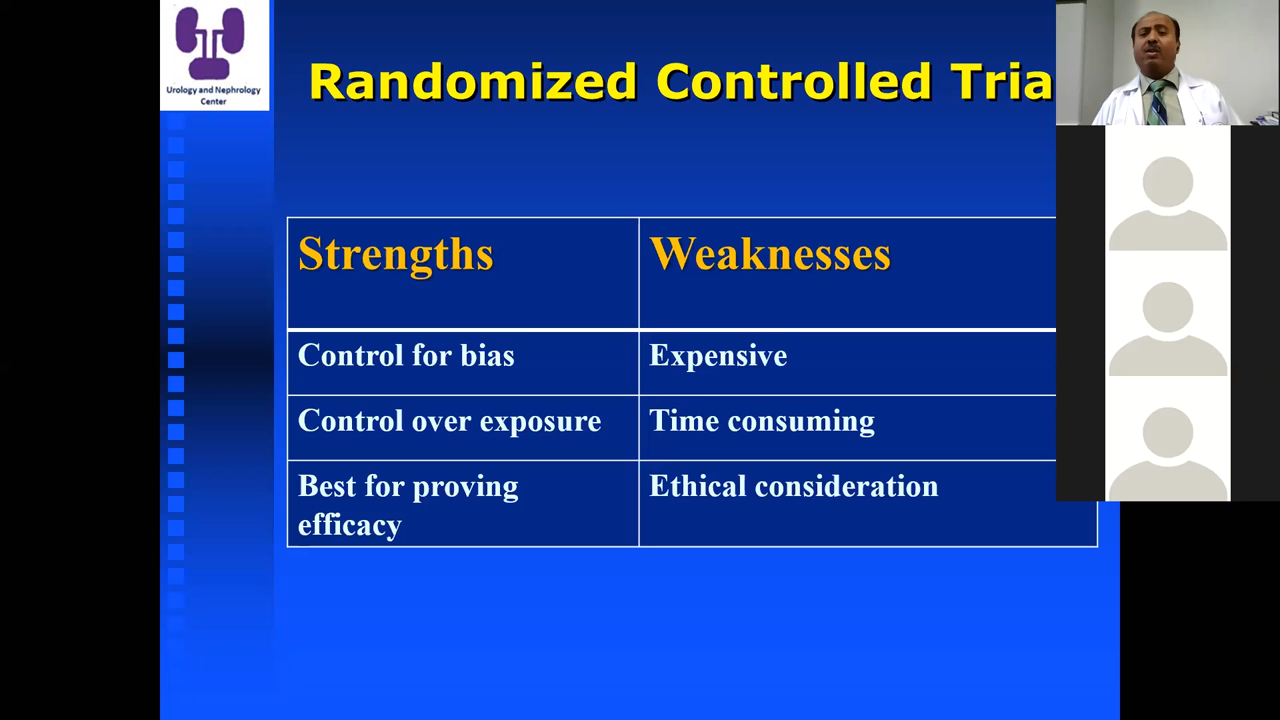 Urology and Nephrology
Center
Randomized Controlled Tria
Strengths
Weaknesses
Control for bias
Expensive
Control over exposure
Time consuming
Best for proving
efficacy
Ethical consideration